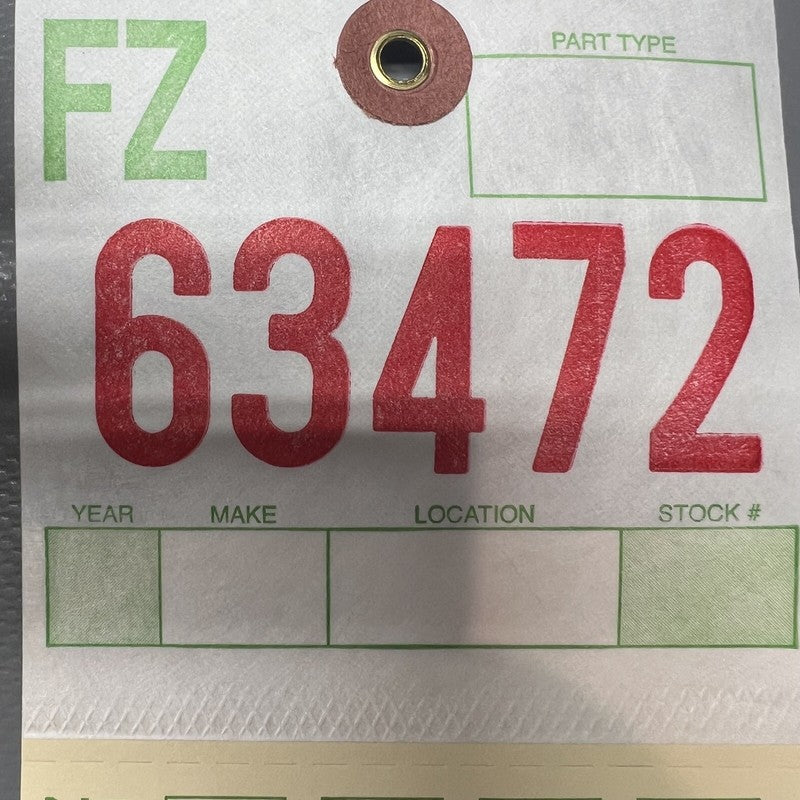 FZ
PART TYPE
63472
YEAR MAKE LOCATION STOCK #